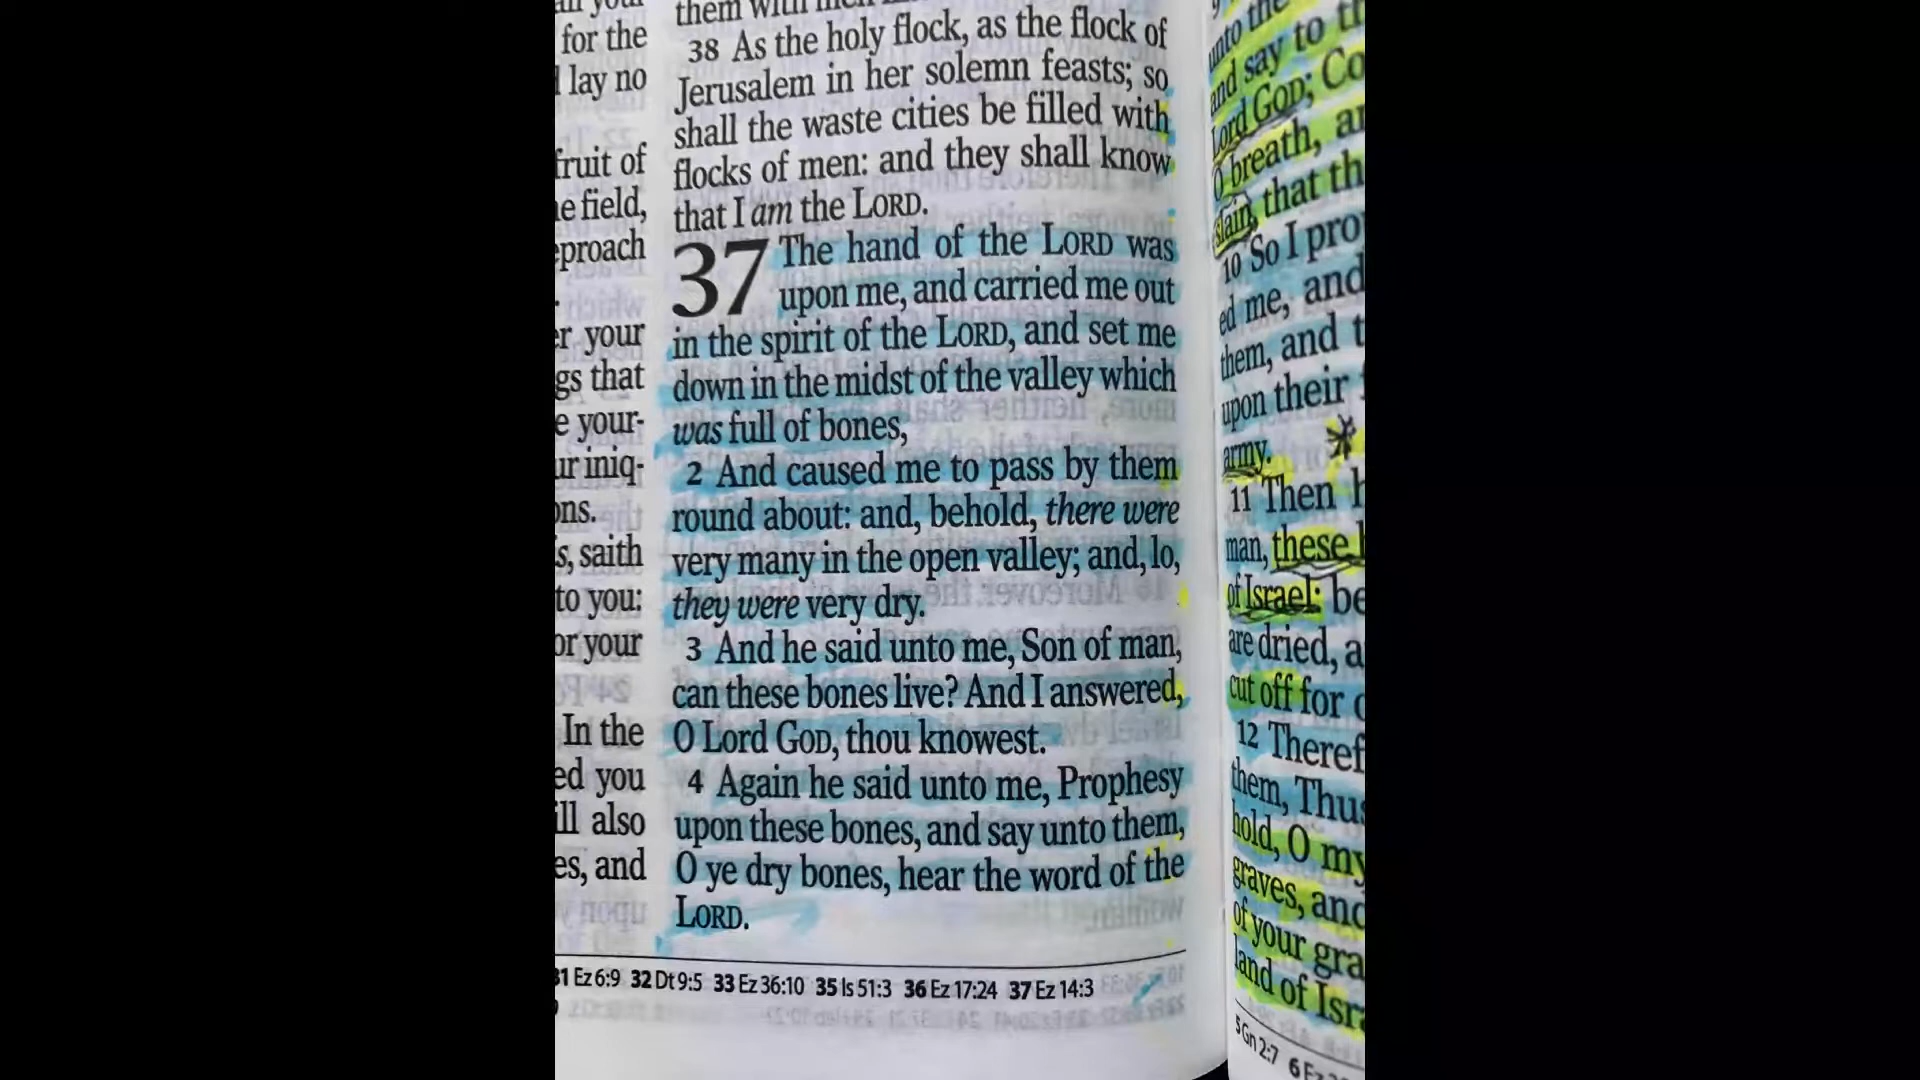 for the
lay no
fruit of
e field,
proach
er your
gs that
e your-
ur iniq-
ons.
s, saith
to you:
or your
In the
ed you
ill also
es, and
38 As the holy flock, as the flock of
Jerusalem in her solemn feasts; so
shall the waste cities be filled with
flocks of men: and they shall know
that I am the LORD.
37 The hand of the LORD was
upon me, and carried me out
in the spirit of the LORD, and set me
down in the midst of the valley which
was full of bones,
2 And caused me to pass by them
round about: and, behold, there were
very many in the open valley; and, lo,
they were very dry.
3 And he said unto me, Son of man,
can these bones live? And I answered,
O Lord GOD, thou knowest.
4 Again he said unto me, Prophesy
upon these bones, and say unto them,
O ye dry bones, hear the word of the
LORD.
31 Ez 6:9 32 Dt 9:5 33 Ez 36:10 35 Is 51:3 36 Ez 17:24 37 Ez 14:3
unto the
and say to th
Lord GOD; Co
O breath, an
slain, that th
10 So I pro
ed me, and
them, and t
upon their
army.
11 Then h
man, these
of Israel: be
are dried, a
cut off for o
12 Theref
them, Thus
hold, O my
graves, and
of your gra
land of Isra
5 Gn 2:7 6 Ez